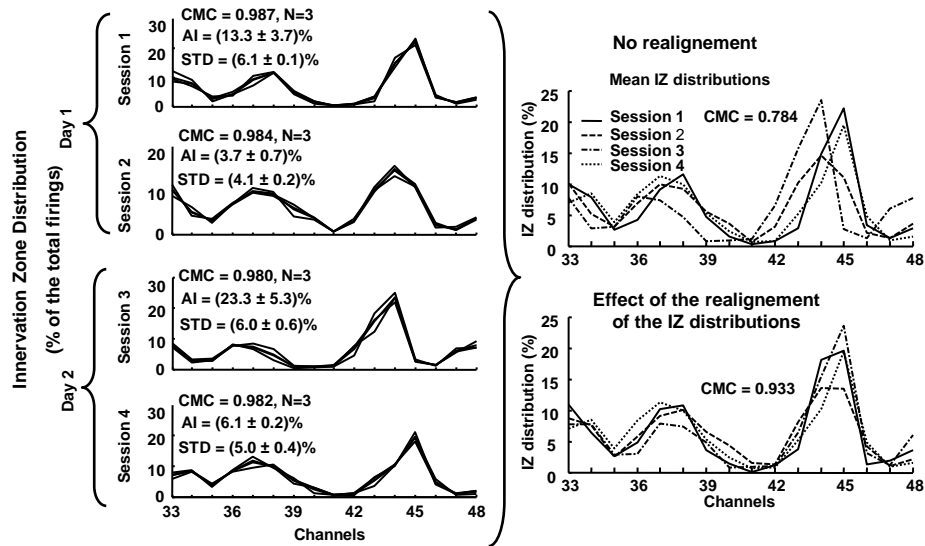 Innervation Zone Distribution
(% of the total firings)
Day 1
Day 2
Session 1
30
20
10
0
CMC = 0.987, N=3
AI = (13.3 ± 3.7)%
STD = (6.1 ± 0.1)%
Session 2
20
10
0
CMC = 0.984, N=3
AI = (3.7 ± 0.7)%
STD = (4.1 ± 0.2)%
Session 3
30
20
10
0
CMC = 0.980, N=3
AI = (23.3 ± 5.3)%
STD = (6.0 ± 0.6)%
Session 4
30
20
10
0
CMC = 0.982, N=3
AI = (6.1 ± 0.2)%
STD = (5.0 ± 0.4)%
33 36 39 42 45 48
Channels
No realignement
Mean IZ distributions
IZ distribution (%)
25
20
15
10
5
0
Session 1
Session 2
Session 3
Session 4
CMC = 0.784
33 36 39 42 45 48
Effect of the realignement
of the IZ distributions
IZ distribution (%)
25
20
15
10
5
0
CMC = 0.933
33 36 39 42 45 48
Channels